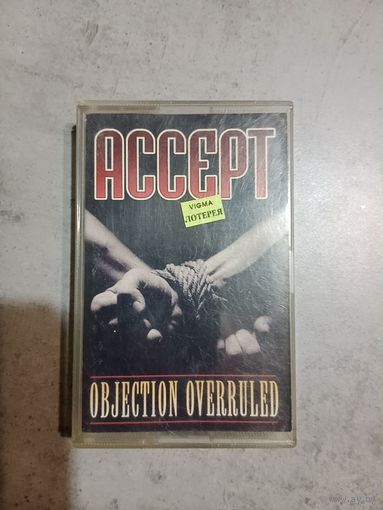 ACCEPT
VIGMA
ЛОТЕРЕЯ
OBJECTION OVERRULED